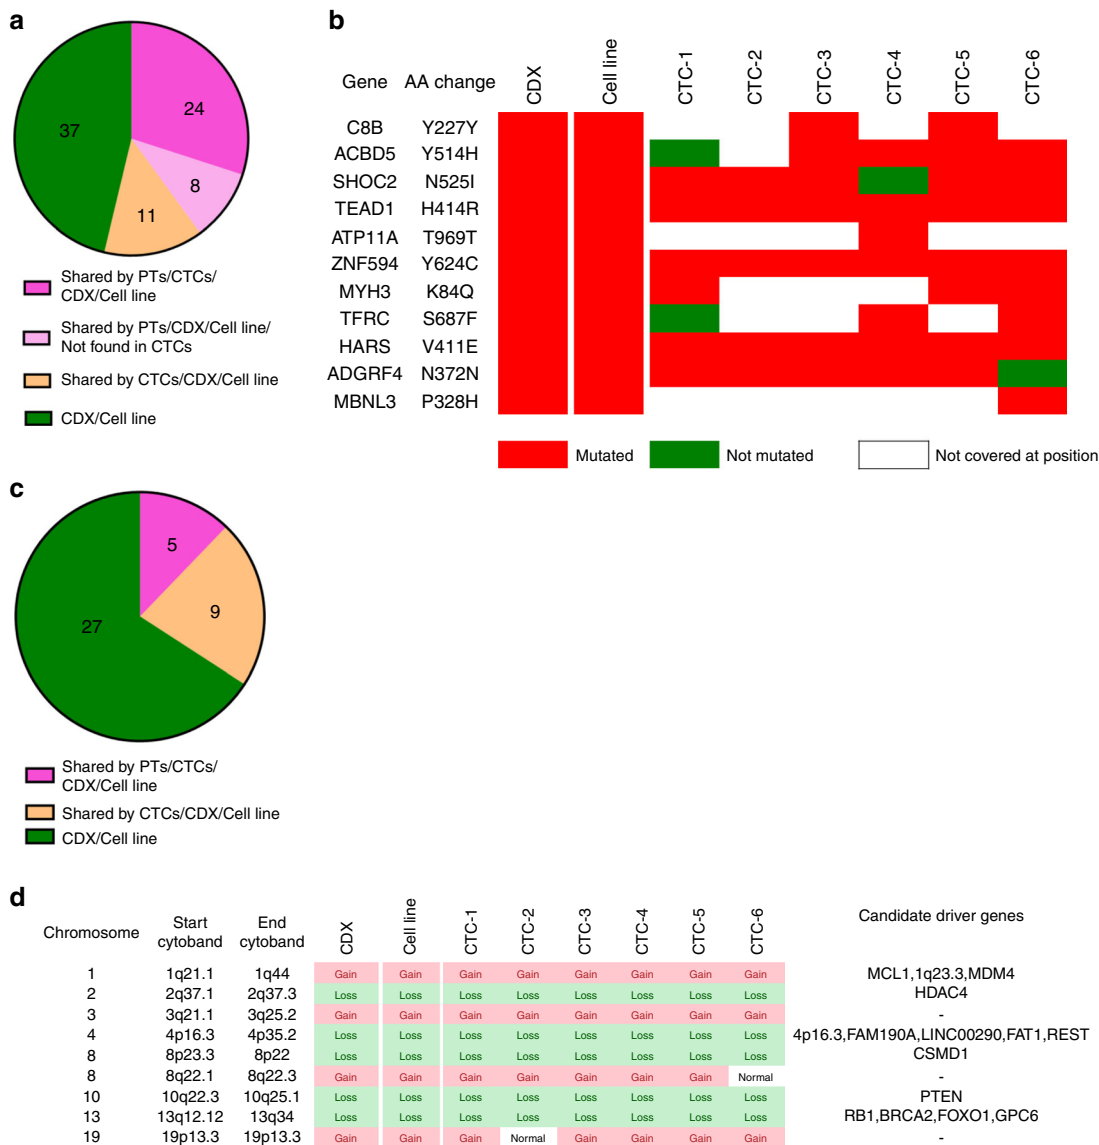 a
37
24
8
11
Shared by PTs/CTCs/
CDX/Cell line
Shared by PTs/CDX/Cell line/
Not found in CTCs
Shared by CTCs/CDX/Cell line
CDX/Cell line
b
Gene AA change CDX Cell line CTC-1 CTC-2 CTC-3 CTC-4 CTC-5 CTC-6
C8B Y227Y
ACBD5 Y514H
SHOC2 N525I
TEAD1 H414R
ATP11A T969T
ZNF594 Y624C
MYH3 K84Q
TFRC S687F
HARS V411E
ADGRF4 N372N
MBNL3 P328H
Mutated Not mutated Not covered at position
c
5
9
27
Shared by PTs/CTCs/
CDX/Cell line
Shared by CTCs/CDX/Cell line
CDX/Cell line
d
Chromosome Start cytoband End cytoband CDX Cell line CTC-1 CTC-2 CTC-3 CTC-4 CTC-5 CTC-6 Candidate driver genes
1 1q21.1 1q44 Gain Gain Gain Gain Gain Gain Gain Gain MCL1,1q23.3,MDM4
2 2q37.1 2q37.3 Loss Loss Loss Loss Loss Loss Loss Loss HDAC4
3 3q21.1 3q25.2 Gain Gain Gain Gain Gain Gain Gain Gain -
4 4p16.3 4p35.2 Loss Loss Loss Loss Loss Loss Loss Loss 4p16.3,FAM190A,LINC00290,FAT1,REST
8 8p23.3 8p22 Loss Loss Loss Loss Loss Loss Loss Loss CSMD1
8 8q22.1 8q22.3 Gain Gain Gain Gain Gain Gain Gain Normal -
10 10q22.3 10q25.1 Loss Loss Loss Loss Loss Loss Loss Loss PTEN
13 13q12.12 13q34 Loss Loss Loss Loss Loss Loss Loss Loss RB1,BRCA2,FOXO1,GPC6
19 19p13.3 19p13.3 Gain Gain Gain Normal Gain Gain Gain Gain -